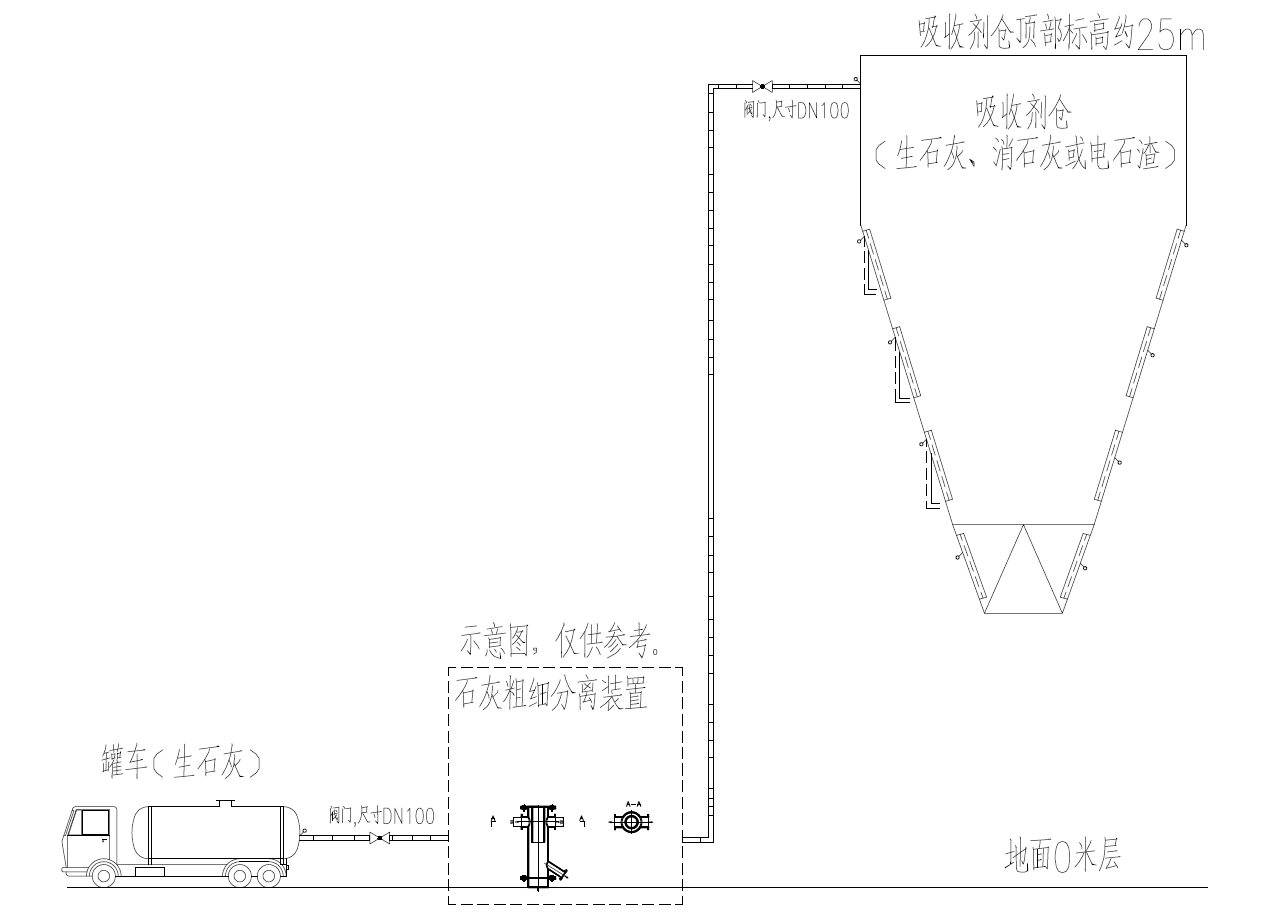 吸收剂仓顶部标高约25m
阀门,尺寸DN100
吸收剂仓
（生石灰、消石灰或电石渣）
示意图，仅供参考。
石灰粗细分离装置
罐车（生石灰）
阀门,尺寸DN100
A
A
A-A
地面0米层